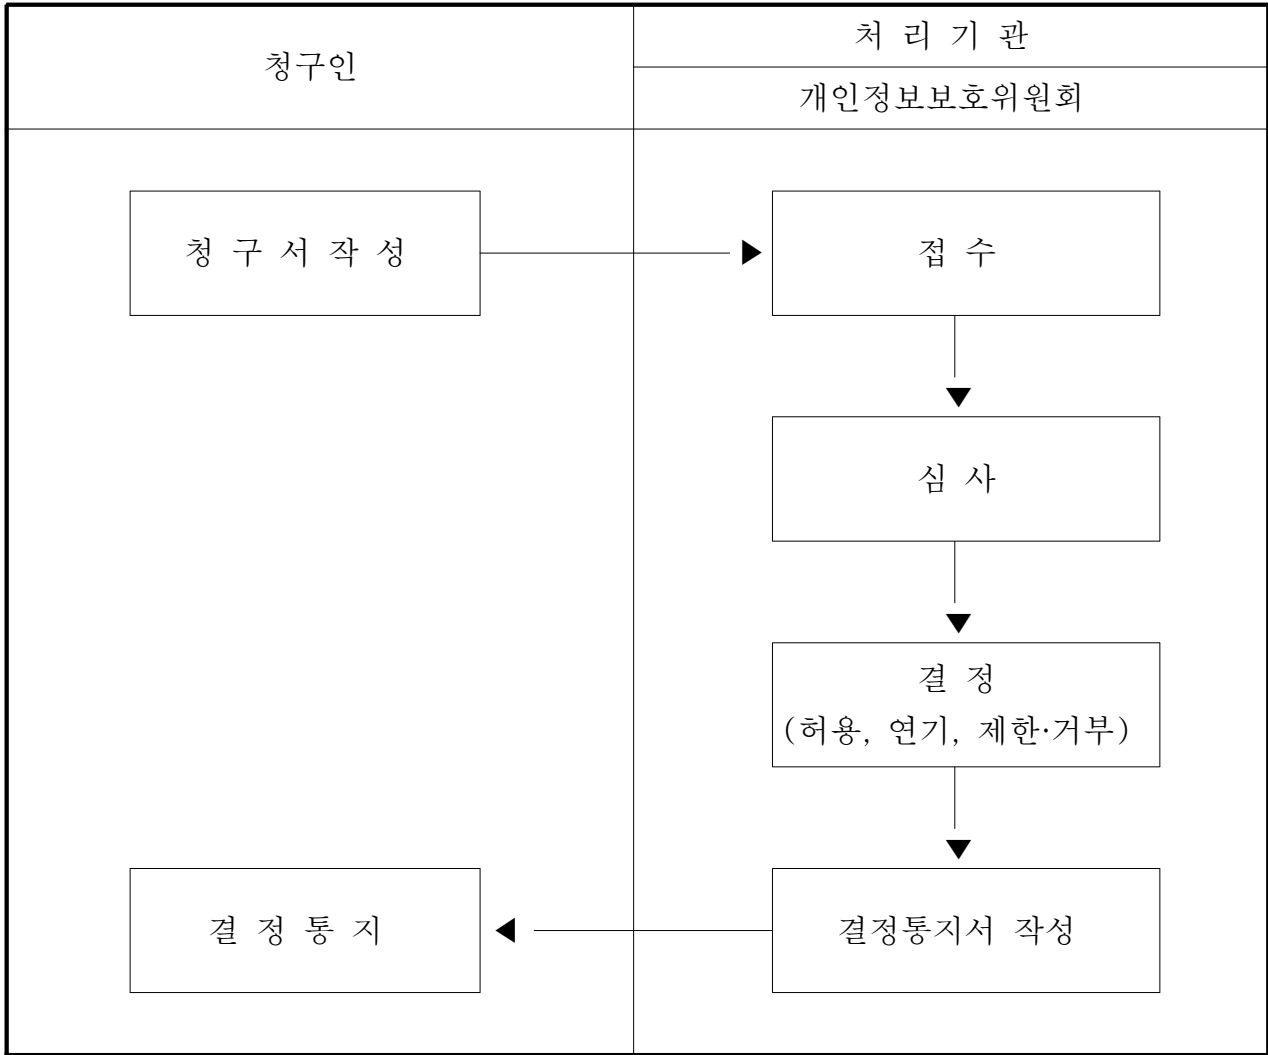 청구인
처 리 기 관
개인정보보호위원회
청 구 서 작 성
접 수
심 사
결 정
(허용, 연기, 제한·거부)
결정통지서 작성
결 정 통 지